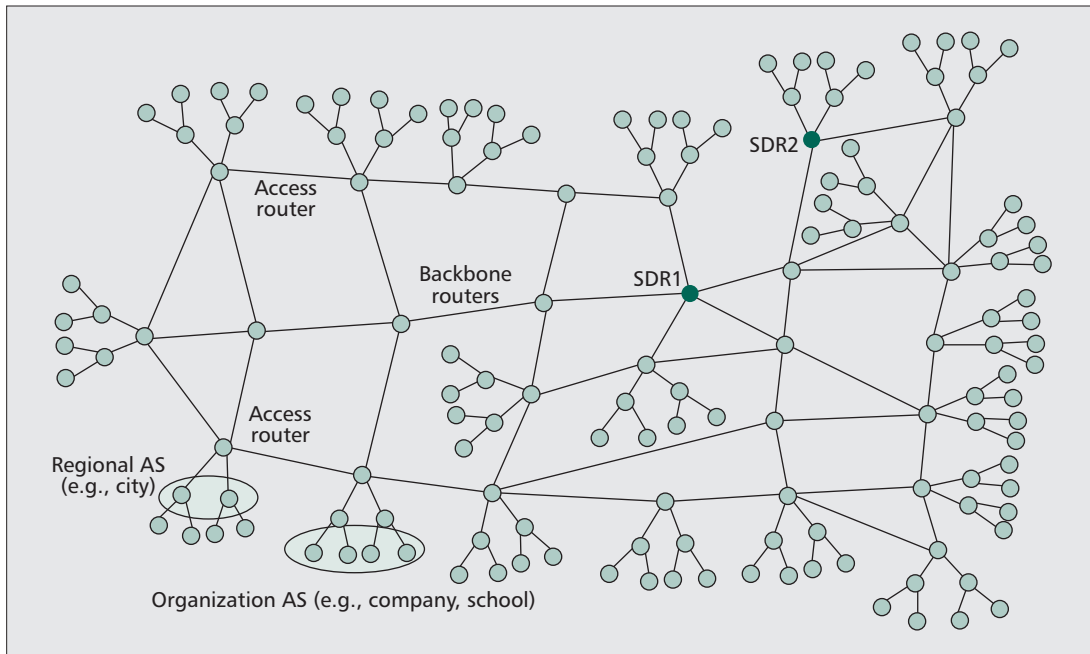 SDR2
Access
router
Backbone
routers
SDR1
Access
router
Regional AS
(e.g., city)
Organization AS (e.g., company, school)